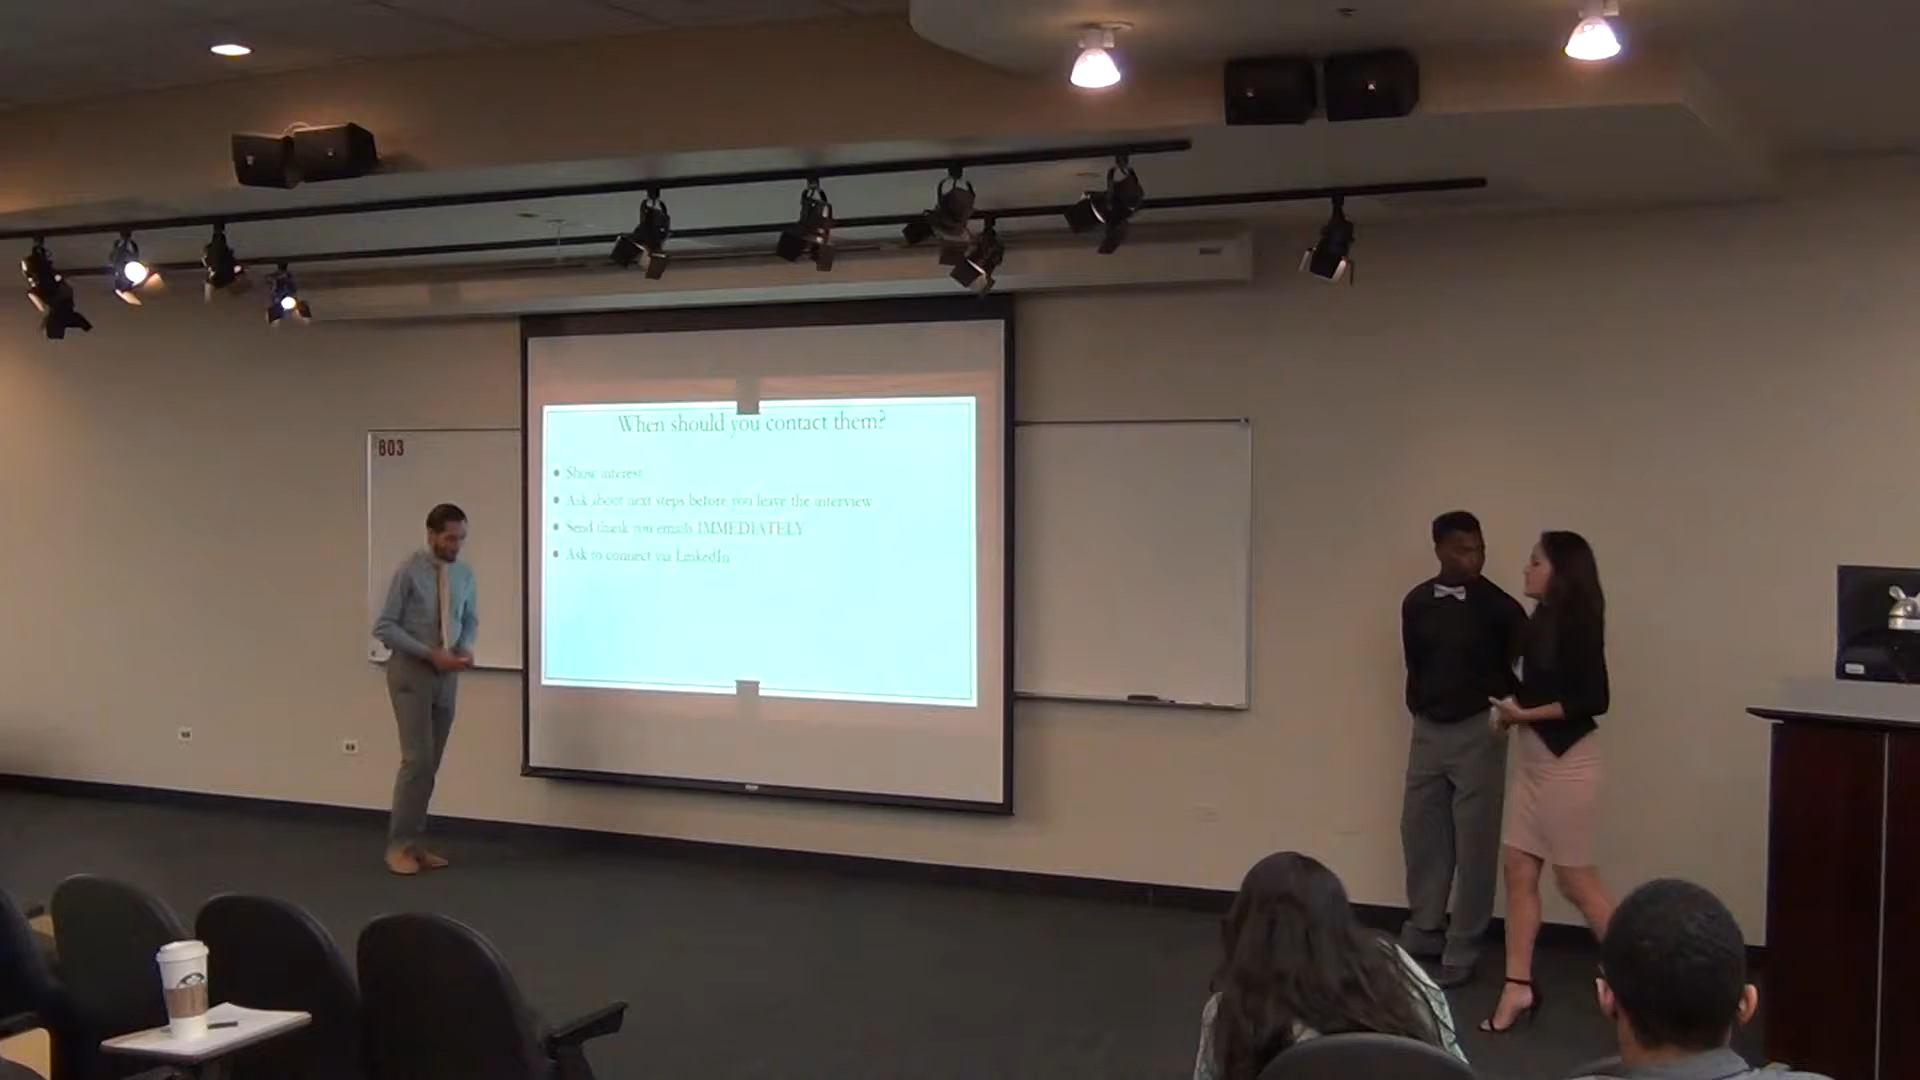 803
When should you contact them?
Show interest
Ask about next steps before you leave the interview
Send thank you emails IMMEDIATELY
Ask to connect via LinkedIn